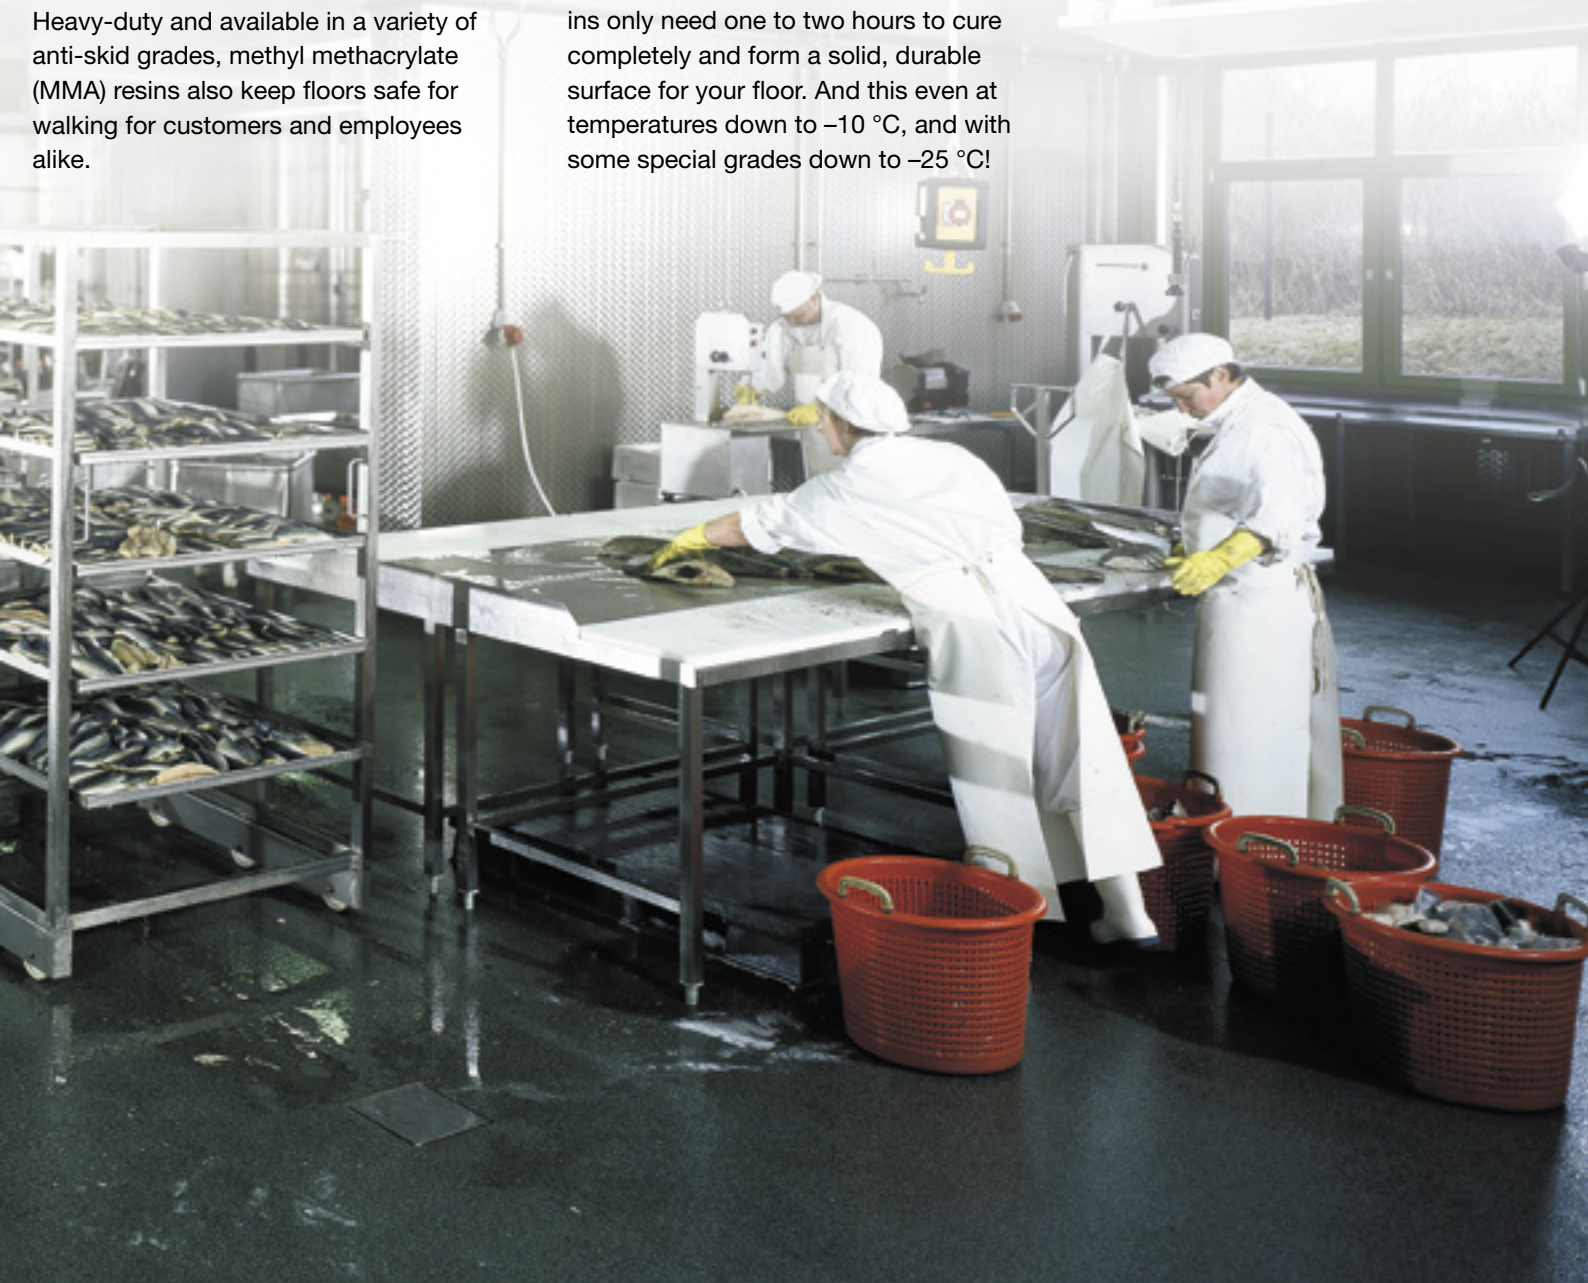 Heavy-duty and available in a variety of
anti-skid grades, methyl methacrylate
(MMA) resins also keep floors safe for
walking for customers and employees
alike.
ins only need one to two hours to cure
completely and form a solid, durable
surface for your floor. And this even at
temperatures down to –10 °C, and with
some special grades down to –25 °C!